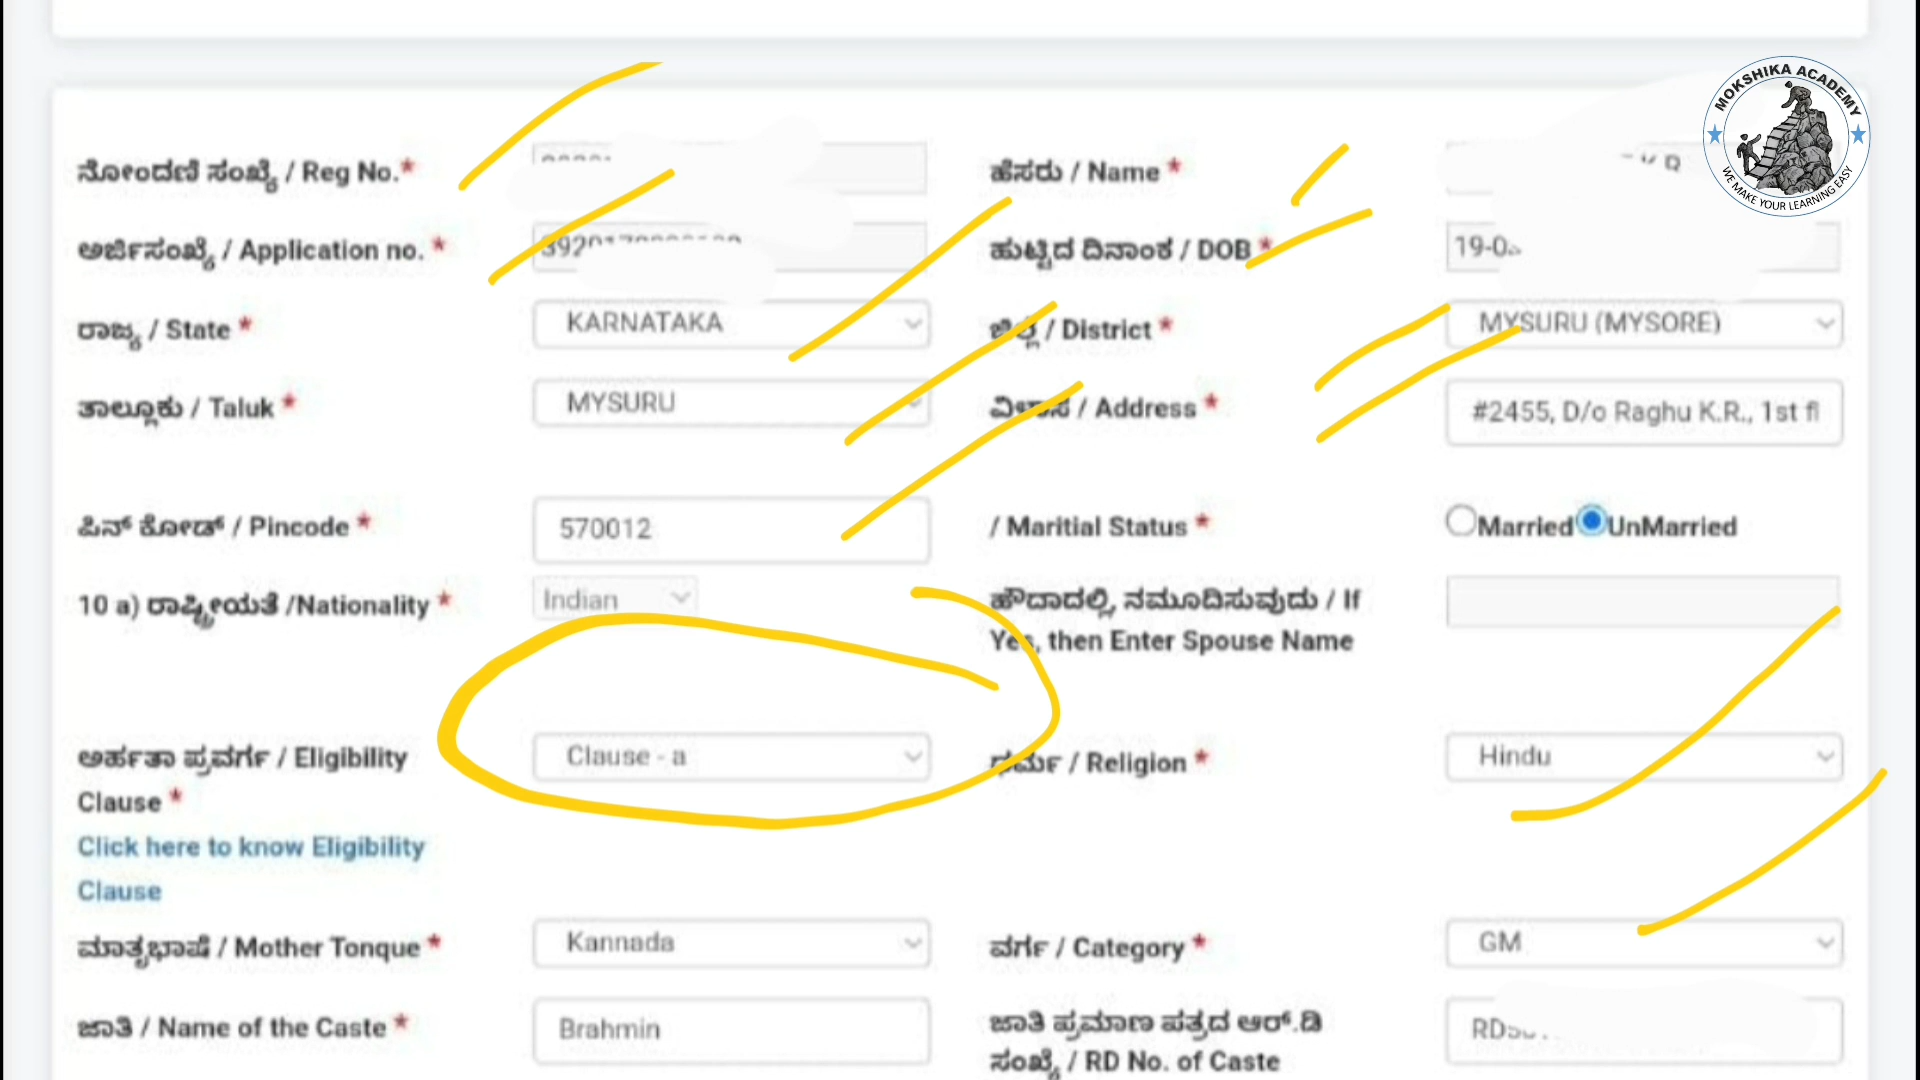 MOKSHIKA ACADEMY
WE MAKE YOUR LEARNING EASY
ನೋಂದಣಿ ಸಂಖ್ಯೆ / Reg No.*
ಹೆಸರು / Name *
ಅರ್ಜಿಸಂಖ್ಯೆ / Application no. *
ಹುಟ್ಟಿದ ದಿನಾಂಕ / DOB *
ರಾಜ್ಯ / State * KARNATAKA
ಜಿಲ್ಲೆ / District * MYSURU (MYSORE)
ತಾಲ್ಲೂಕು / Taluk * MYSURU
ವಿಳಾಸ / Address * #2455, D/o Raghu K.R., 1st fl
ಪಿನ್ ಕೋಡ್ / Pincode * 570012
/ Maritial Status * Married UnMarried
10 a) ರಾಷ್ಟ್ರೀಯತೆ /Nationality * Indian
ಹೌದಾದಲ್ಲಿ, ನಮೂದಿಸುವುದು / If
Yes, then Enter Spouse Name
ಅರ್ಹತಾ ಪ್ರವರ್ಗ / Eligibility
Clause * Clause - a
Click here to know Eligibility
Clause
ಧರ್ಮ / Religion * Hindu
ಮಾತೃಭಾಷೆ / Mother Tonque * Kannada
ವರ್ಗ / Category * GM
ಜಾತಿ / Name of the Caste * Brahmin
ಜಾತಿ ಪ್ರಮಾಣ ಪತ್ರದ ಆರ್.ಡಿ
ಸಂಖ್ಯೆ / RD No. of Caste